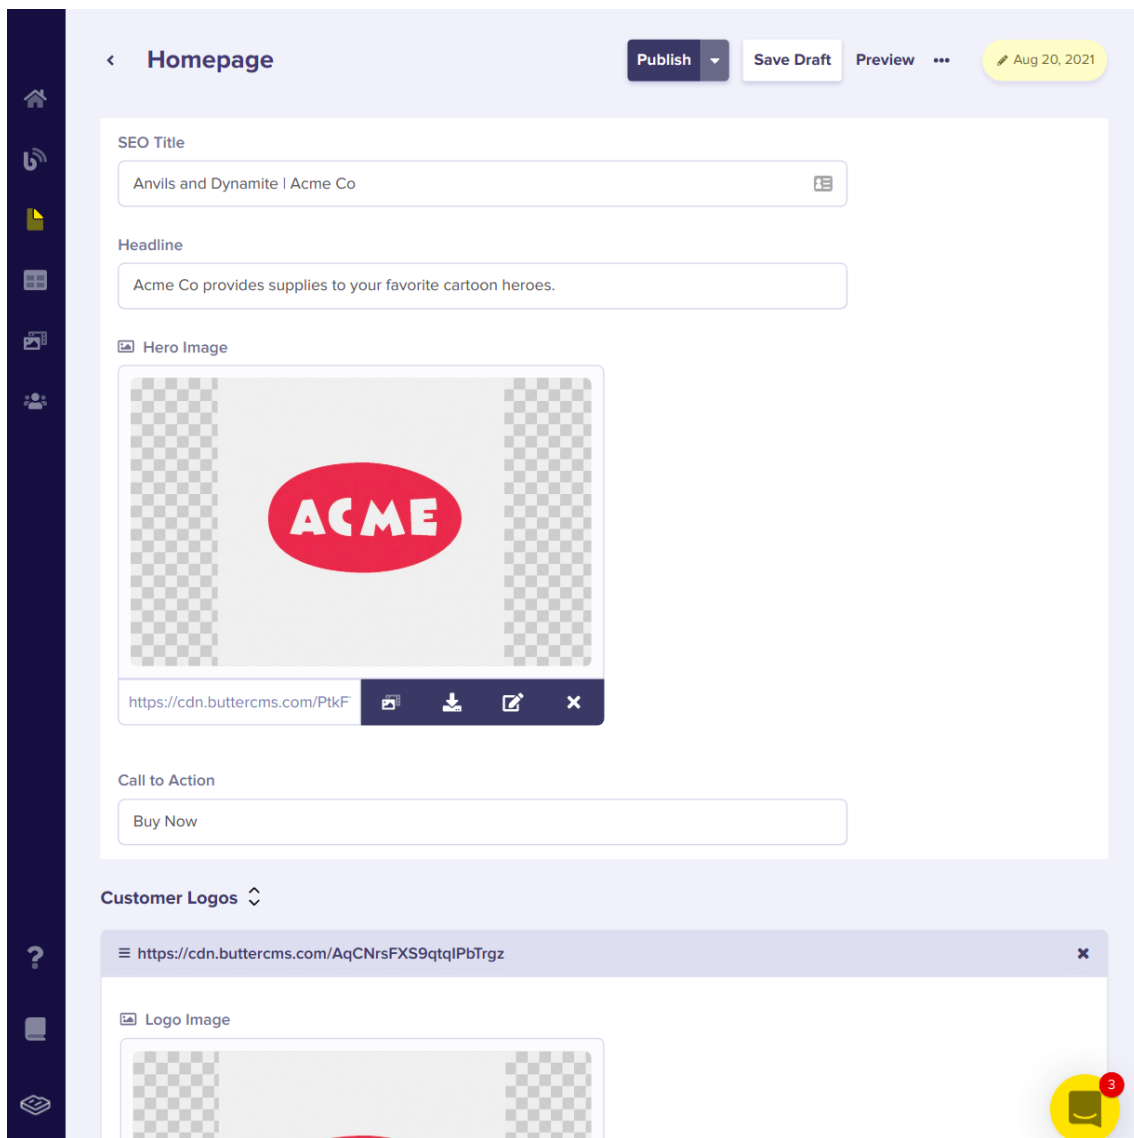 Homepage
Publish
Save Draft
Preview
Aug 20, 2021
SEO Title
Anvils and Dynamite | Acme Co
Headline
Acme Co provides supplies to your favorite cartoon heroes.
Hero Image
ACME
https://cdn.buttercms.com/PtkF
Call to Action
Buy Now
Customer Logos
https://cdn.buttercms.com/AqCNrsFXS9qtqIPbTrgz
Logo Image
3